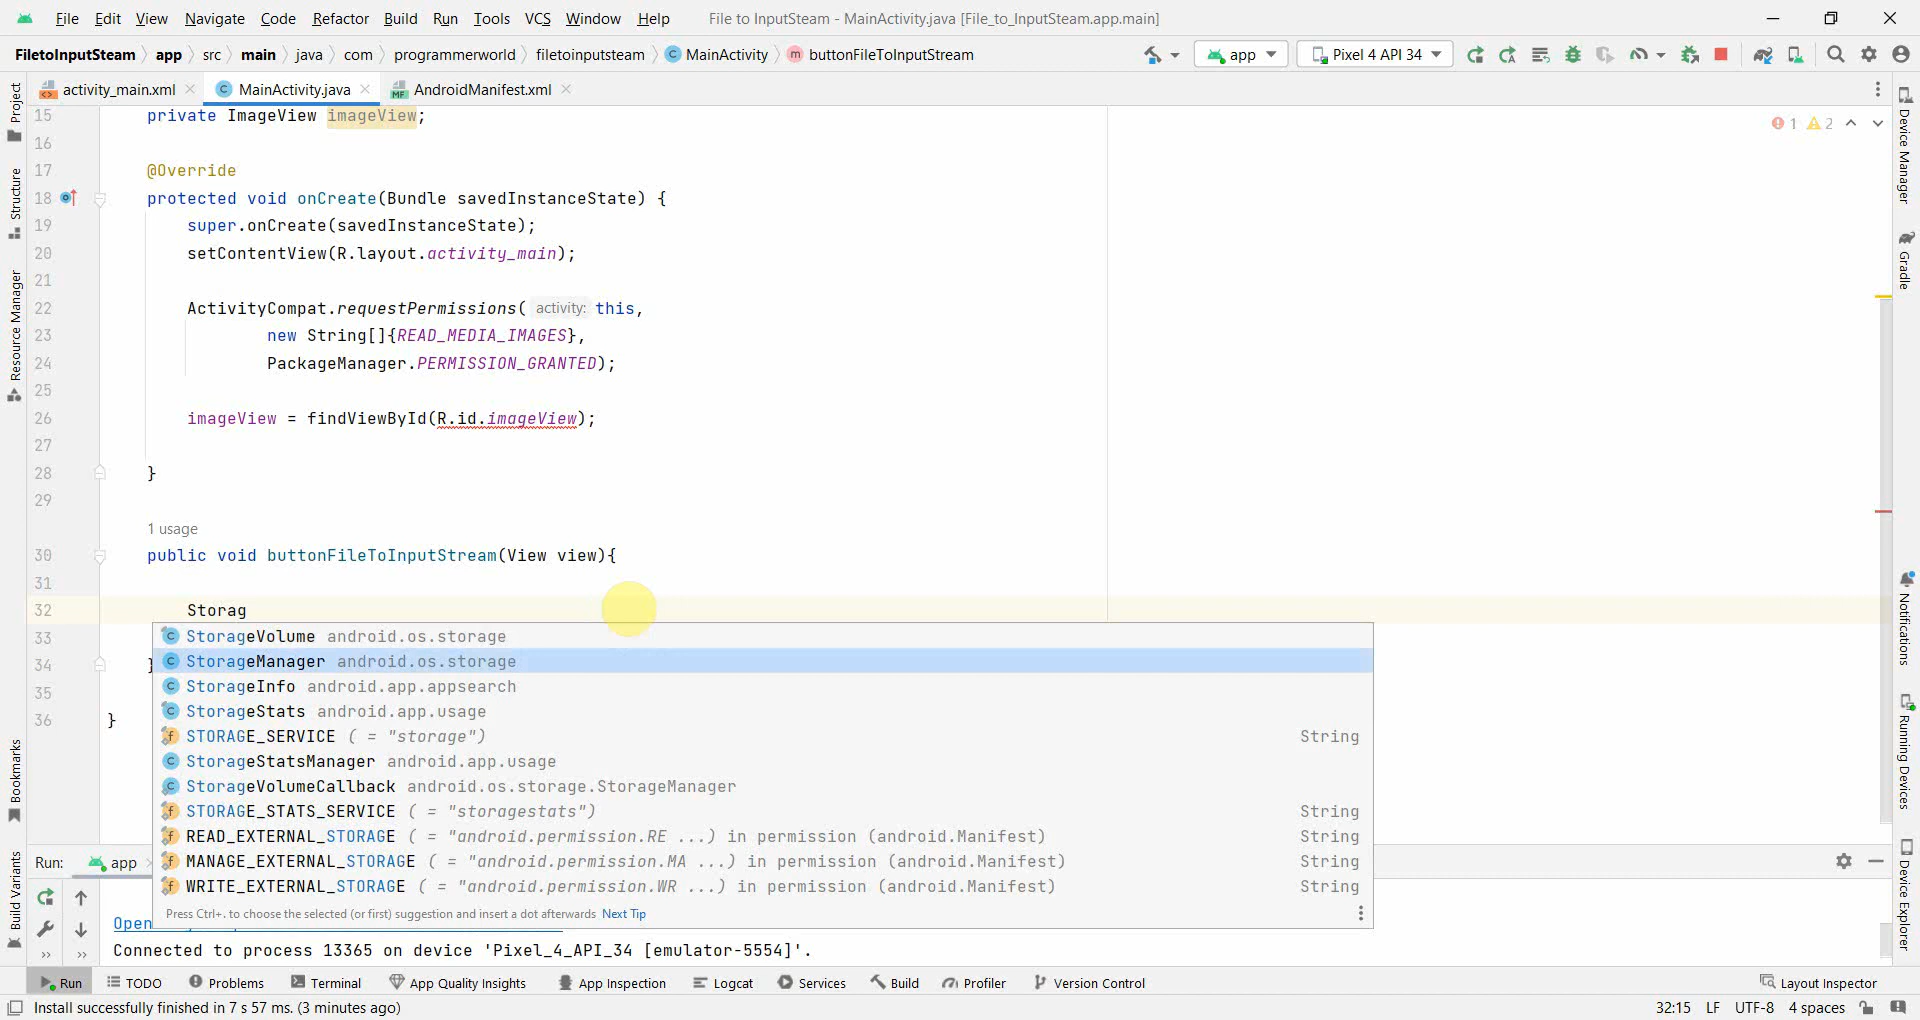 File Edit View Navigate Code Refactor Build Run Tools VCS Window Help File to InputSteam - MainActivity.java [File_to_InputSteam.app.main]
FiletoInputSteam app src main java com programmerworld filetoinputsteam C MainActivity m buttonFileToInputStream app Pixel 4 API 34
activity_main.xml C MainActivity.java MF AndroidManifest.xml
15 private ImageView imageView;
1 2
16
17 @Override
18 protected void onCreate(Bundle savedInstanceState) {
19 super.onCreate(savedInstanceState);
20 setContentView(R.layout.activity_main);
21
22 ActivityCompat.requestPermissions( activity: this,
23 new String[]{READ_MEDIA_IMAGES},
24 PackageManager.PERMISSION_GRANTED);
25
26 imageView = findViewById(R.id.imageView);
27
28 }
29
1 usage
30 public void buttonFileToInputStream(View view){
31
32 Storag
33
34 }
35
36 }
C StorageVolume android.os.storage
C StorageManager android.os.storage
C StorageInfo android.app.appsearch
C StorageStats android.app.usage
f STORAGE_SERVICE ( = "storage") String
C StorageStatsManager android.app.usage
C StorageVolumeCallback android.os.storage.StorageManager
f STORAGE_STATS_SERVICE ( = "storagestats") String
f READ_EXTERNAL_STORAGE ( = "android.permission.RE ...) in permission (android.Manifest) String
f MANAGE_EXTERNAL_STORAGE ( = "android.permission.MA ...) in permission (android.Manifest) String
f WRITE_EXTERNAL_STORAGE ( = "android.permission.WR ...) in permission (android.Manifest) String
Press Ctrl+. to choose the selected (or first) suggestion and insert a dot afterwards Next Tip
Project
Structure
Resource Manager
Bookmarks
Build Variants
Device Manager
Gradle
Notifications
Running Devices
Device Explorer
Run: app
Open
Connected to process 13365 on device 'Pixel_4_API_34 [emulator-5554]'.
Run TODO Problems Terminal App Quality Insights App Inspection Logcat Services Build Profiler Version Control Layout Inspector
Install successfully finished in 7 s 57 ms. (3 minutes ago) 32:15 LF UTF-8 4 spaces